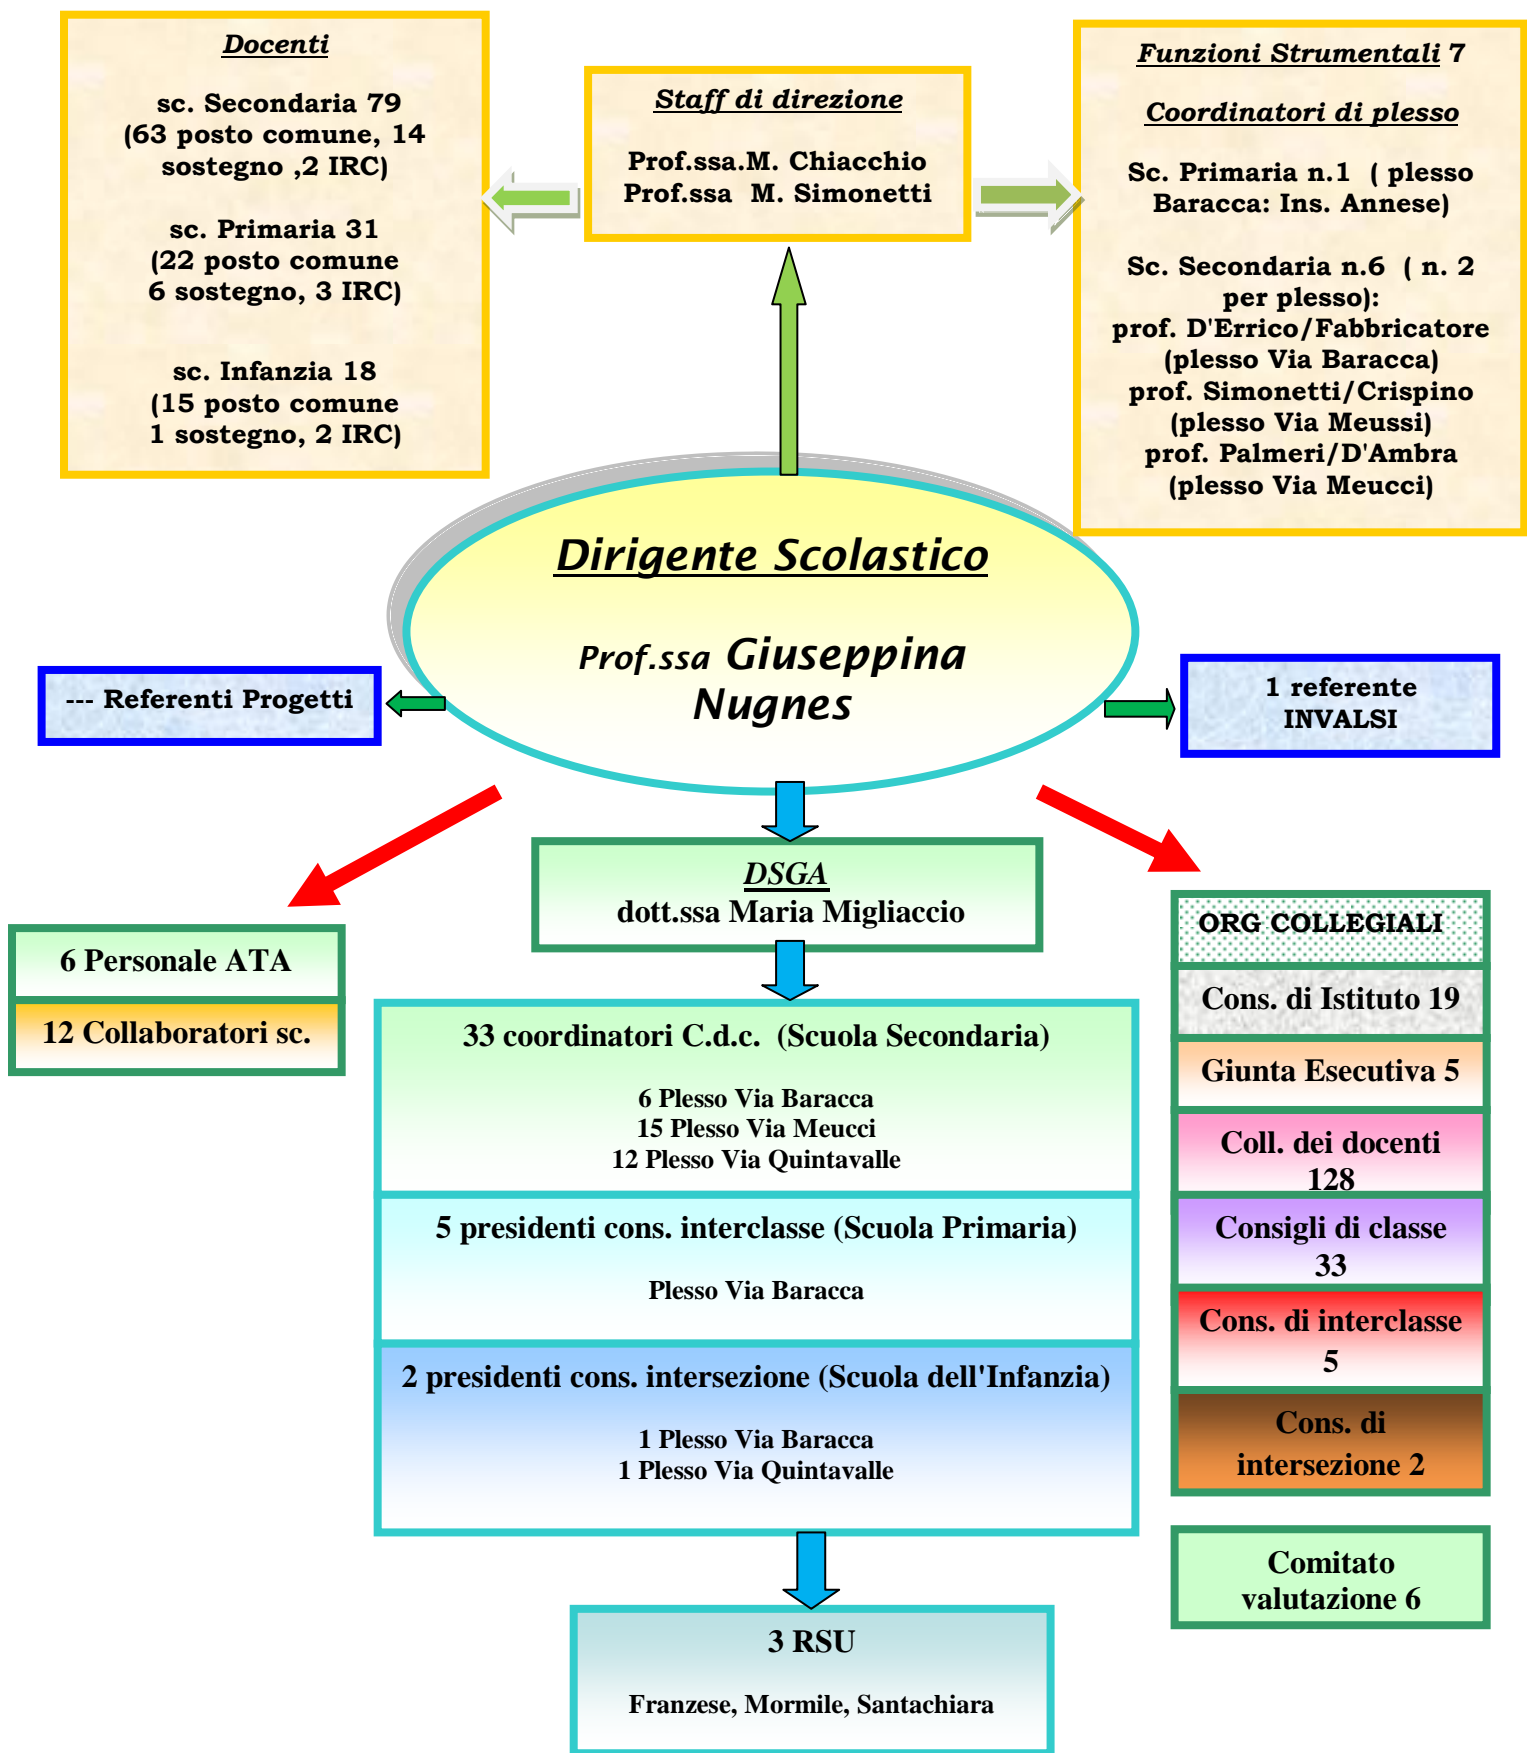 Docenti
sc. Secondaria 79
(63 posto comune, 14
sostegno ,2 IRC)
sc. Primaria 31
(22 posto comune
6 sostegno, 3 IRC)
sc. Infanzia 18
(15 posto comune
1 sostegno, 2 IRC)
Staff di direzione
Prof.ssa.M. Chiacchio
Prof.ssa M. Simonetti
Funzioni Strumentali 7
Coordinatori di plesso
Sc. Primaria n.1 ( plesso
Baracca: Ins. Annese)
Sc. Secondaria n.6 ( n. 2
per plesso):
prof. D'Errico/Fabbricatore
(plesso Via Baracca)
prof. Simonetti/Crispino
(plesso Via Meussi)
prof. Palmeri/D'Ambra
(plesso Via Meucci)
Dirigente Scolastico
Prof.ssa Giuseppina
Nugnes
--- Referenti Progetti
1 referente
INVALSI
DSGA
dott.ssa Maria Migliaccio
6 Personale ATA
12 Collaboratori sc.
33 coordinatori C.d.c. (Scuola Secondaria)
6 Plesso Via Baracca
15 Plesso Via Meucci
12 Plesso Via Quintavalle
5 presidenti cons. interclasse (Scuola Primaria)
Plesso Via Baracca
2 presidenti cons. intersezione (Scuola dell'Infanzia)
1 Plesso Via Baracca
1 Plesso Via Quintavalle
3 RSU
Franzese, Mormile, Santachiara
ORG COLLEGIALI
Cons. di Istituto 19
Giunta Esecutiva 5
Coll. dei docenti
128
Consigli di classe
33
Cons. di interclasse
5
Cons. di
intersezione 2
Comitato
valutazione 6